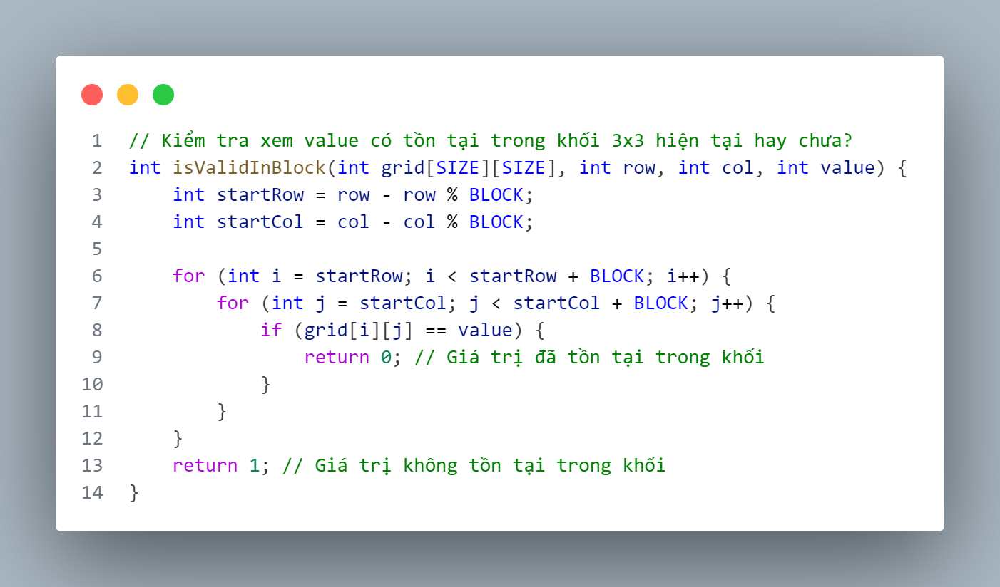 1 // Kiểm tra xem value có tồn tại trong khối 3x3 hiện tại hay chưa?
2 int isValidInBlock(int grid[SIZE][SIZE], int row, int col, int value) {
3     int startRow = row - row % BLOCK;
4     int startCol = col - col % BLOCK;
5
6     for (int i = startRow; i < startRow + BLOCK; i++) {
7         for (int j = startCol; j < startCol + BLOCK; j++) {
8             if (grid[i][j] == value) {
9                 return 0; // Giá trị đã tồn tại trong khối
10             }
11         }
12     }
13     return 1; // Giá trị không tồn tại trong khối
14 }